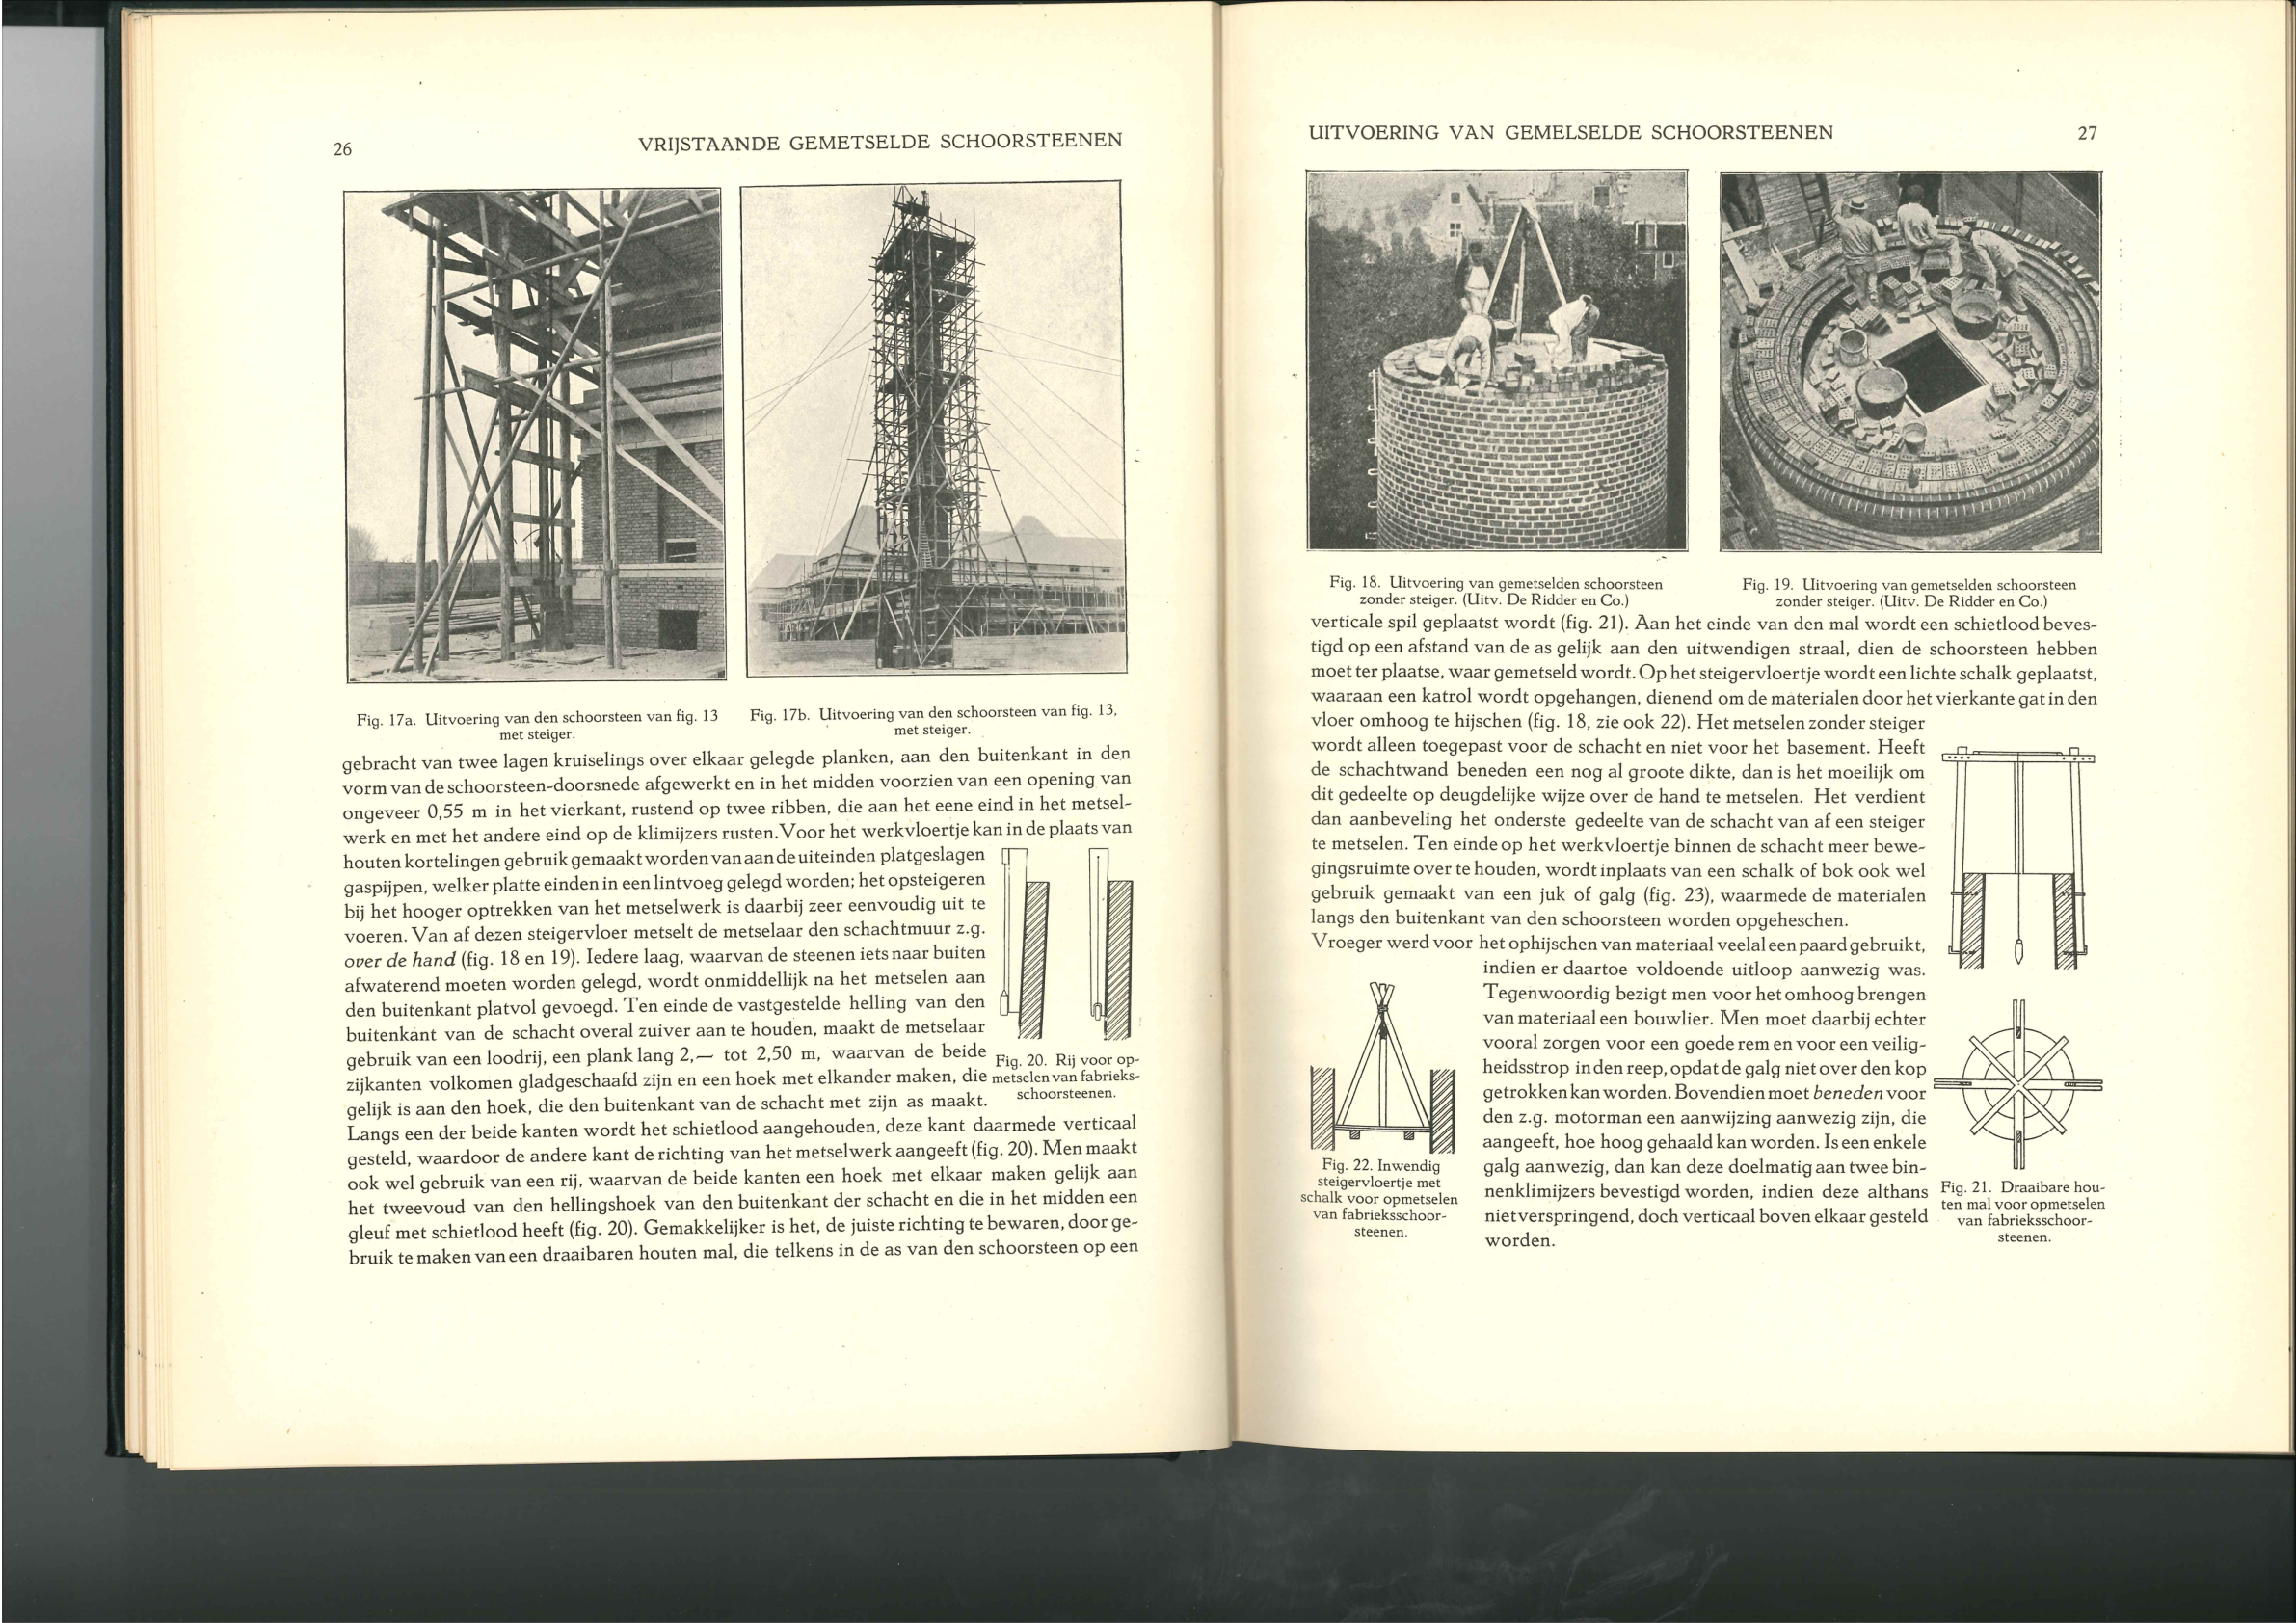 26
VRIJSTAANDE GEMETSELDE SCHOORSTEENEN
Fig. 17a. Uitvoering van den schoorsteen van fig. 13
met steiger.
Fig. 17b. Uitvoering van den schoorsteen van fig. 13,
met steiger.
gebracht van twee lagen kruiselings over elkaar gelegde planken, aan den buitenkant in den
vorm van de schoorsteen-doorsnede afgewerkt en in het midden voorzien van een opening van
ongeveer 0,55 m in het vierkant, rustend op twee ribben, die aan het eene eind in het metsel-
werk en met het andere eind op de klimijzers rusten. Voor het werkvloertje kan in de plaats van
houten kortelingen gebruik gemaakt worden van aan de uiteinden platgeslagen
gaspijpen, welker platte einden in een lintvoeg gelegd worden; het opsteigeren
bij het hooger optrekken van het metselwerk is daarbij zeer eenvoudig uit te
voeren. Van af dezen steigervloer metselt de metselaar den schachtmuur z.g.
over de hand (fig. 18 en 19). Iedere laag, waarvan de steenen iets naar buiten
afwaterend moeten worden gelegd, wordt onmiddellijk na het metselen aan
den buitenkant platvol gevoegd. Ten einde de vastgestelde helling van den
buitenkant van de schacht overal zuiver aan te houden, maakt de metselaar
gebruik van een loodrij, een plank lang 2,— tot 2,50 m, waarvan de beide
zijkanten volkomen gladgeschaafd zijn en een hoek met elkander maken, die
gelijk is aan den hoek, die den buitenkant van de schacht met zijn as maakt.
Fig. 20. Rij voor op-
metselen van fabrieks-
schoorsteenen.
Langs een der beide kanten wordt het schietlood aangehouden, deze kant daarmede verticaal
gesteld, waardoor de andere kant de richting van het metselwerk aangeeft (fig. 20). Men maakt
ook wel gebruik van een rij, waarvan de beide kanten een hoek met elkaar maken gelijk aan
het tweevoud van den hellingshoek van den buitenkant der schacht en die in het midden een
gleuf met schietlood heeft (fig. 20). Gemakkelijker is het, de juiste richting te bewaren, door ge-
bruik te maken van een draaibaren houten mal, die telkens in de as van den schoorsteen op een
UITVOERING VAN GEMELSELDE SCHOORSTEENEN
27
Fig. 18. Uitvoering van gemetselden schoorsteen
zonder steiger. (Uitv. De Ridder en Co.)
Fig. 19. Uitvoering van gemetselden schoorsteen
zonder steiger. (Uitv. De Ridder en Co.)
verticale spil geplaatst wordt (fig. 21). Aan het einde van den mal wordt een schietlood beves-
tigd op een afstand van de as gelijk aan den uitwendigen straal, dien de schoorsteen hebben
moet ter plaatse, waar gemetseld wordt. Op het steigervloertje wordt een lichte schalk geplaatst,
waaraan een katrol wordt opgehangen, dienend om de materialen door het vierkante gat in den
vloer omhoog te hijschen (fig. 18, zie ook 22). Het metselen zonder steiger
wordt alleen toegepast voor de schacht en niet voor het basement. Heeft
de schachtwand beneden een nog al groote dikte, dan is het moeilijk om
dit gedeelte op deugdelijke wijze over de hand te metselen. Het verdient
dan aanbeveling het onderste gedeelte van de schacht van af een steiger
te metselen. Ten einde op het werkvloertje binnen de schacht meer bewe-
gingsruimte over te houden, wordt inplaats van een schalk of bok ook wel
gebruik gemaakt van een juk of galg (fig. 23), waarmede de materialen
langs den buitenkant van den schoorsteen worden opgeheschen.
Vroeger werd voor het ophijschen van materiaal veelal een paard gebruikt,
indien er daartoe voldoende uitloop aanwezig was.
Tegenwoordig bezigt men voor het omhoog brengen
van materiaal een bouwlier. Men moet daarbij echter
vooral zorgen voor een goede rem en voor een veilig-
heidsstrop in den reep, opdat de galg niet over den kop
getrokken kan worden. Bovendien moet beneden voor
den z.g. motorman een aanwijzing aanwezig zijn, die
aangeeft, hoe hoog gehaald kan worden. Is een enkele
galg aanwezig, dan kan deze doelmatig aan twee bin-
nenklimijzers bevestigd worden, indien deze althans
niet verspringend, doch verticaal boven elkaar gesteld
worden.
Fig. 22. Inwendig
steigervloertje met
schalk voor opmetselen
van fabrieksschoor-
steenen.
Fig. 21. Draaibare hou-
ten mal voor opmetselen
van fabrieksschoor-
steenen.